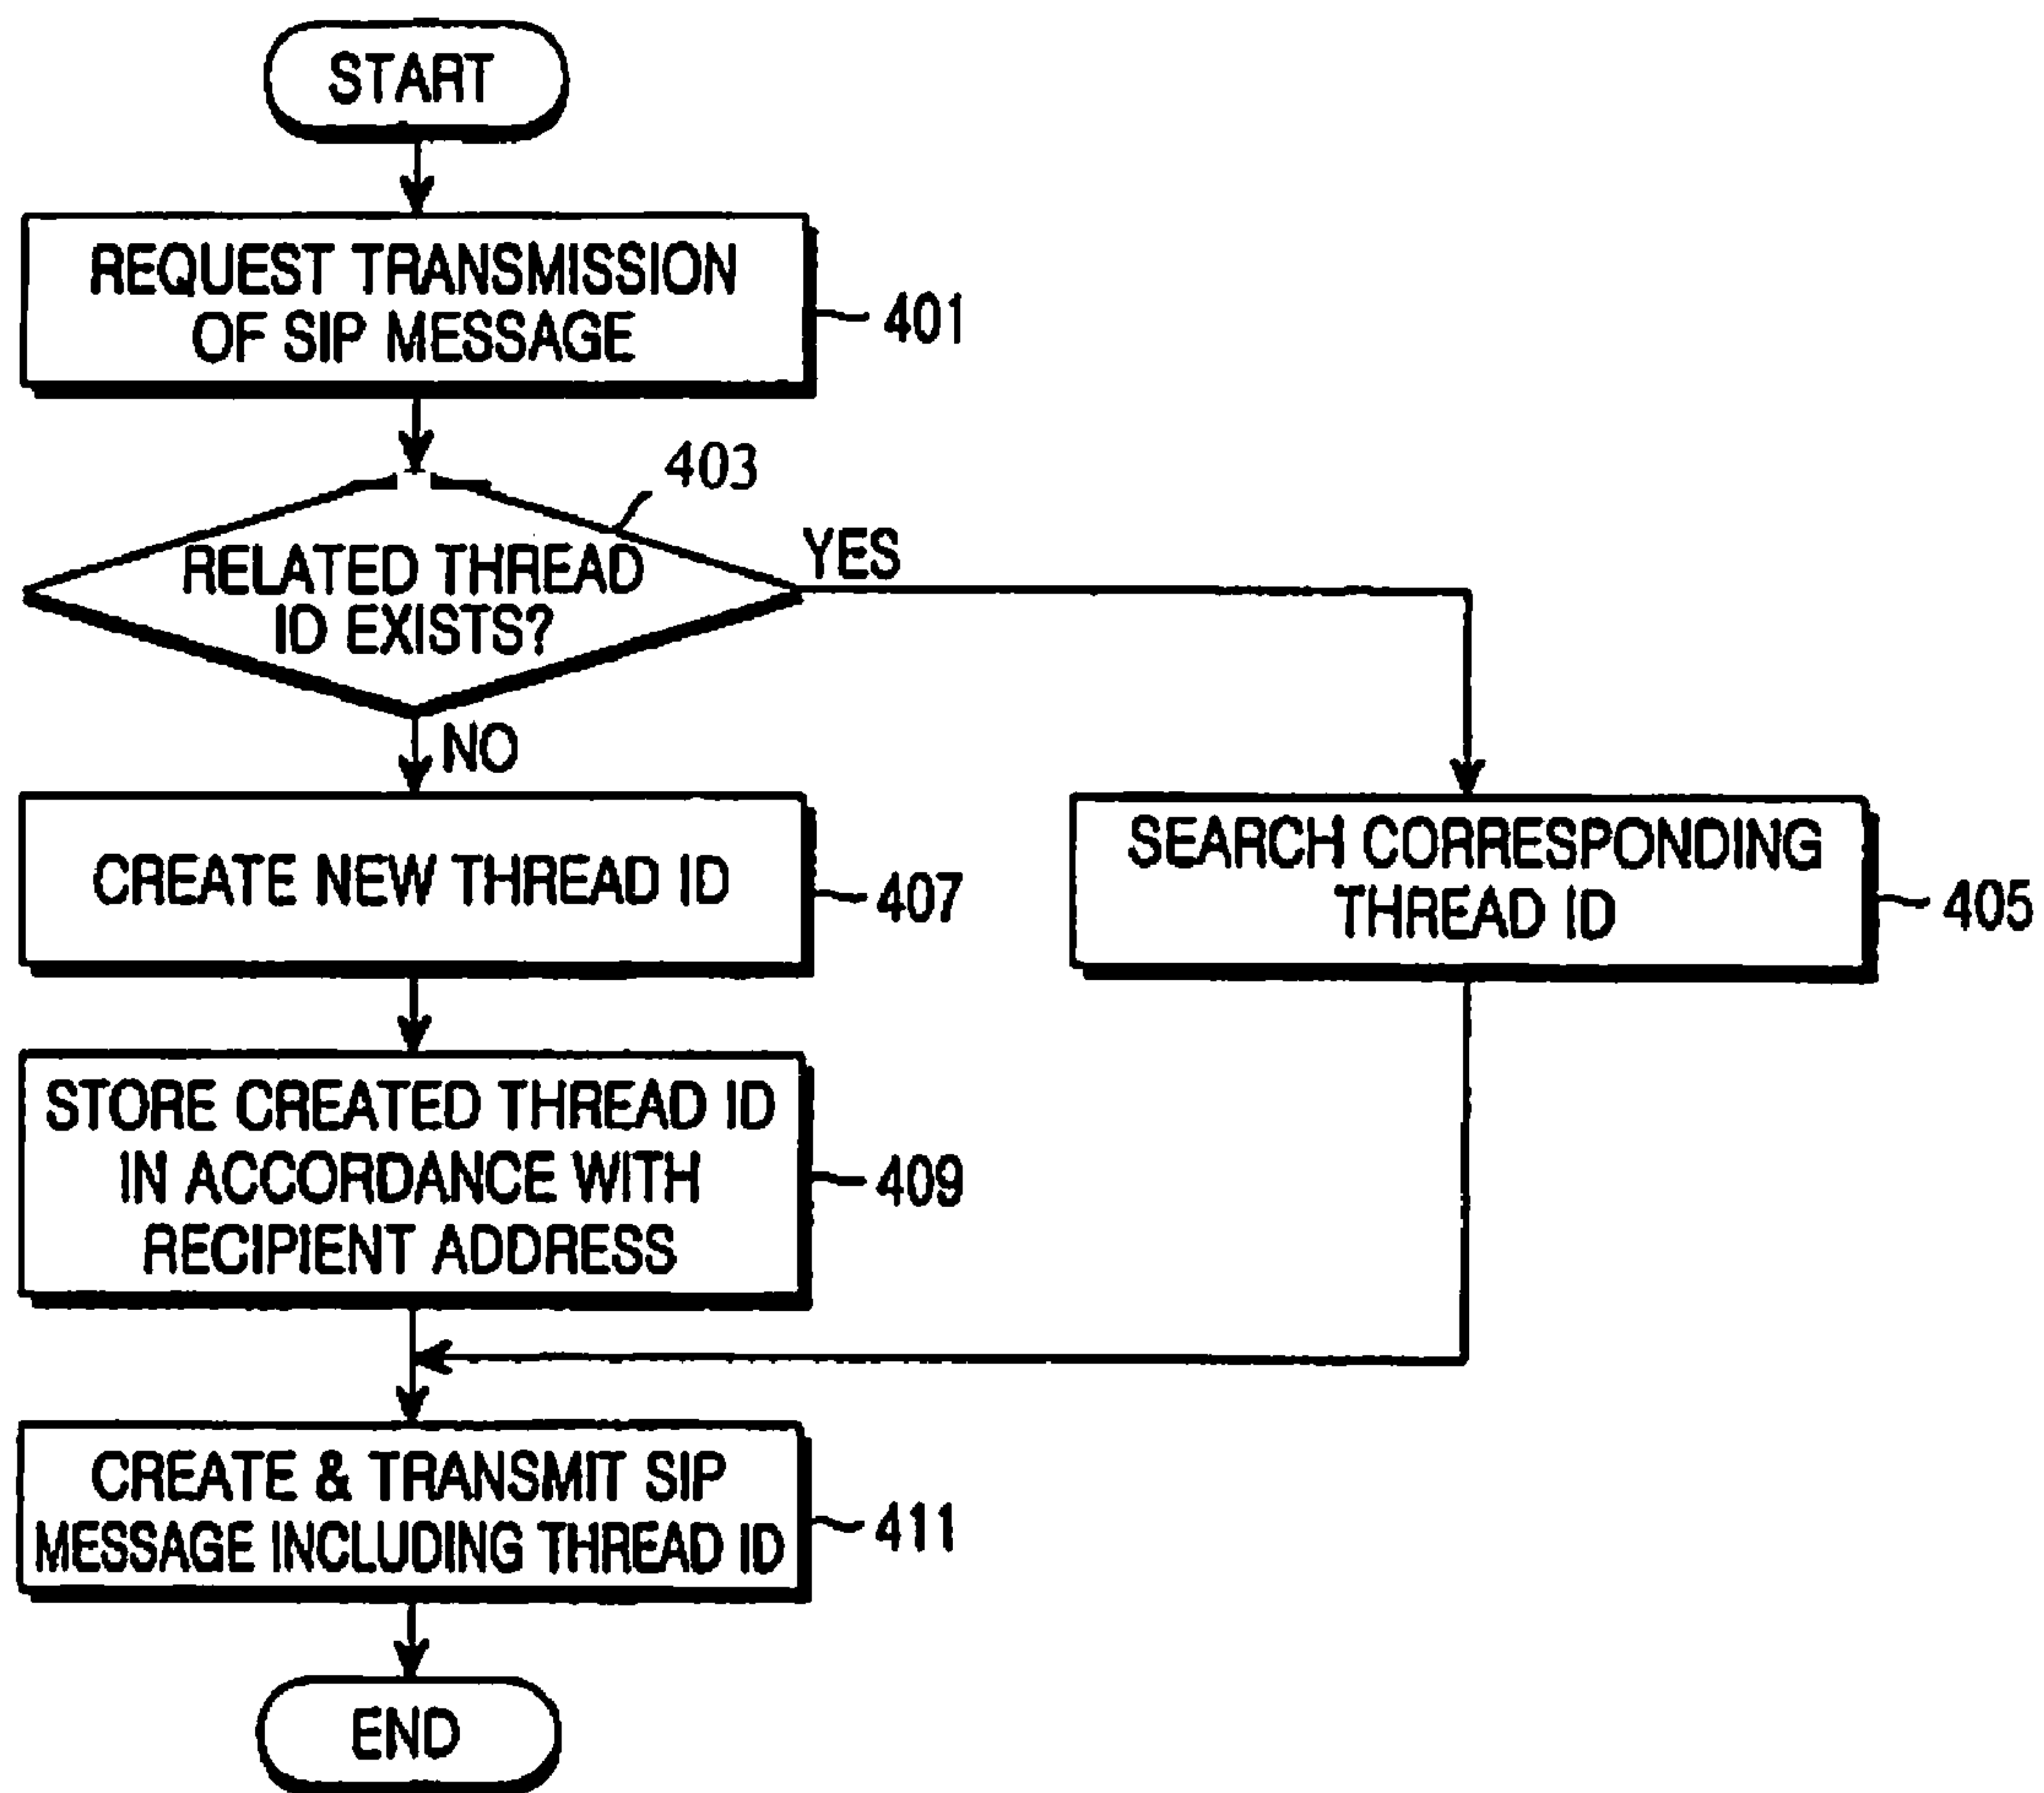 START
REQUEST TRANSMISSION
OF SIP MESSAGE
401
403
RELATED THREAD
ID EXISTS?
YES
NO
CREATE NEW THREAD ID
407
SEARCH CORRESPONDING
THREAD ID
405
STORE CREATED THREAD ID
IN ACCORDANCE WITH
RECIPIENT ADDRESS
409
CREATE & TRANSMIT SIP
MESSAGE INCLUDING THREAD ID
411
END